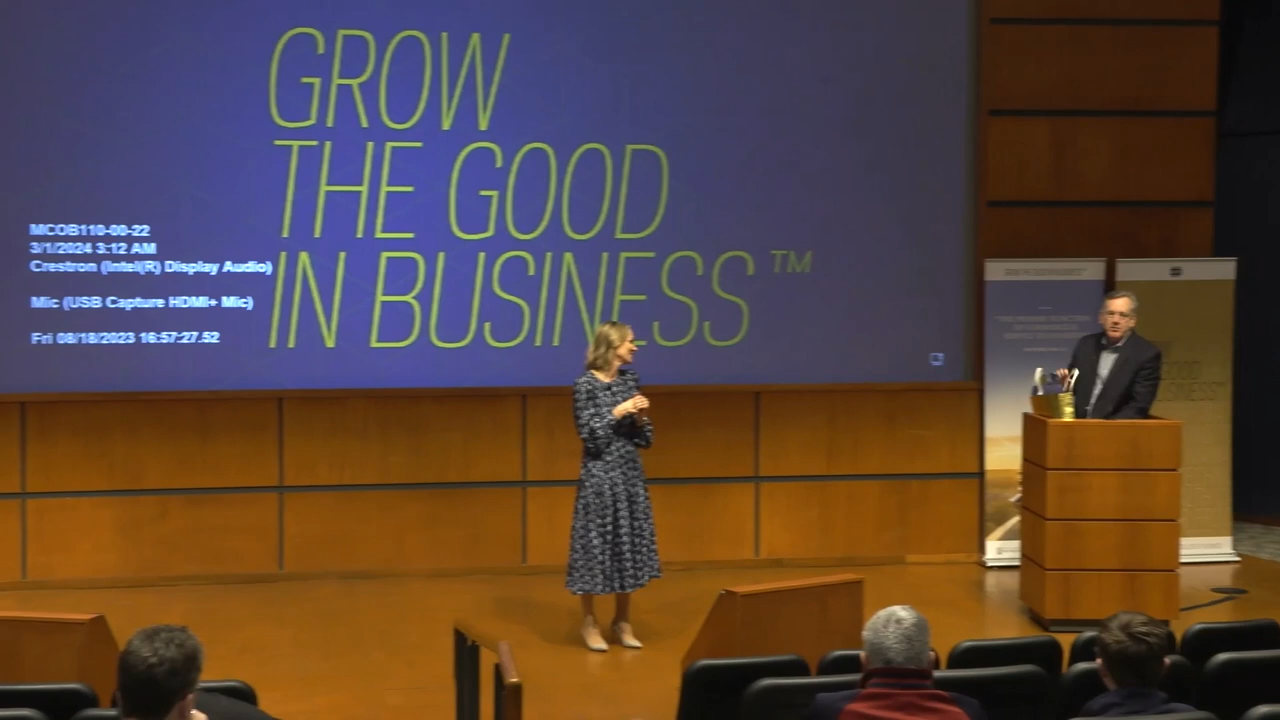 GROW
THE GOOD
IN BUSINESS™
MCOB110-00-22
3/1/2024 3:12 AM
Crestron (Intel(R) Display Audio)
Mic (USB Capture HDMI+ Mic)
Fri 08/18/2023 16:57:27.52
GOOD